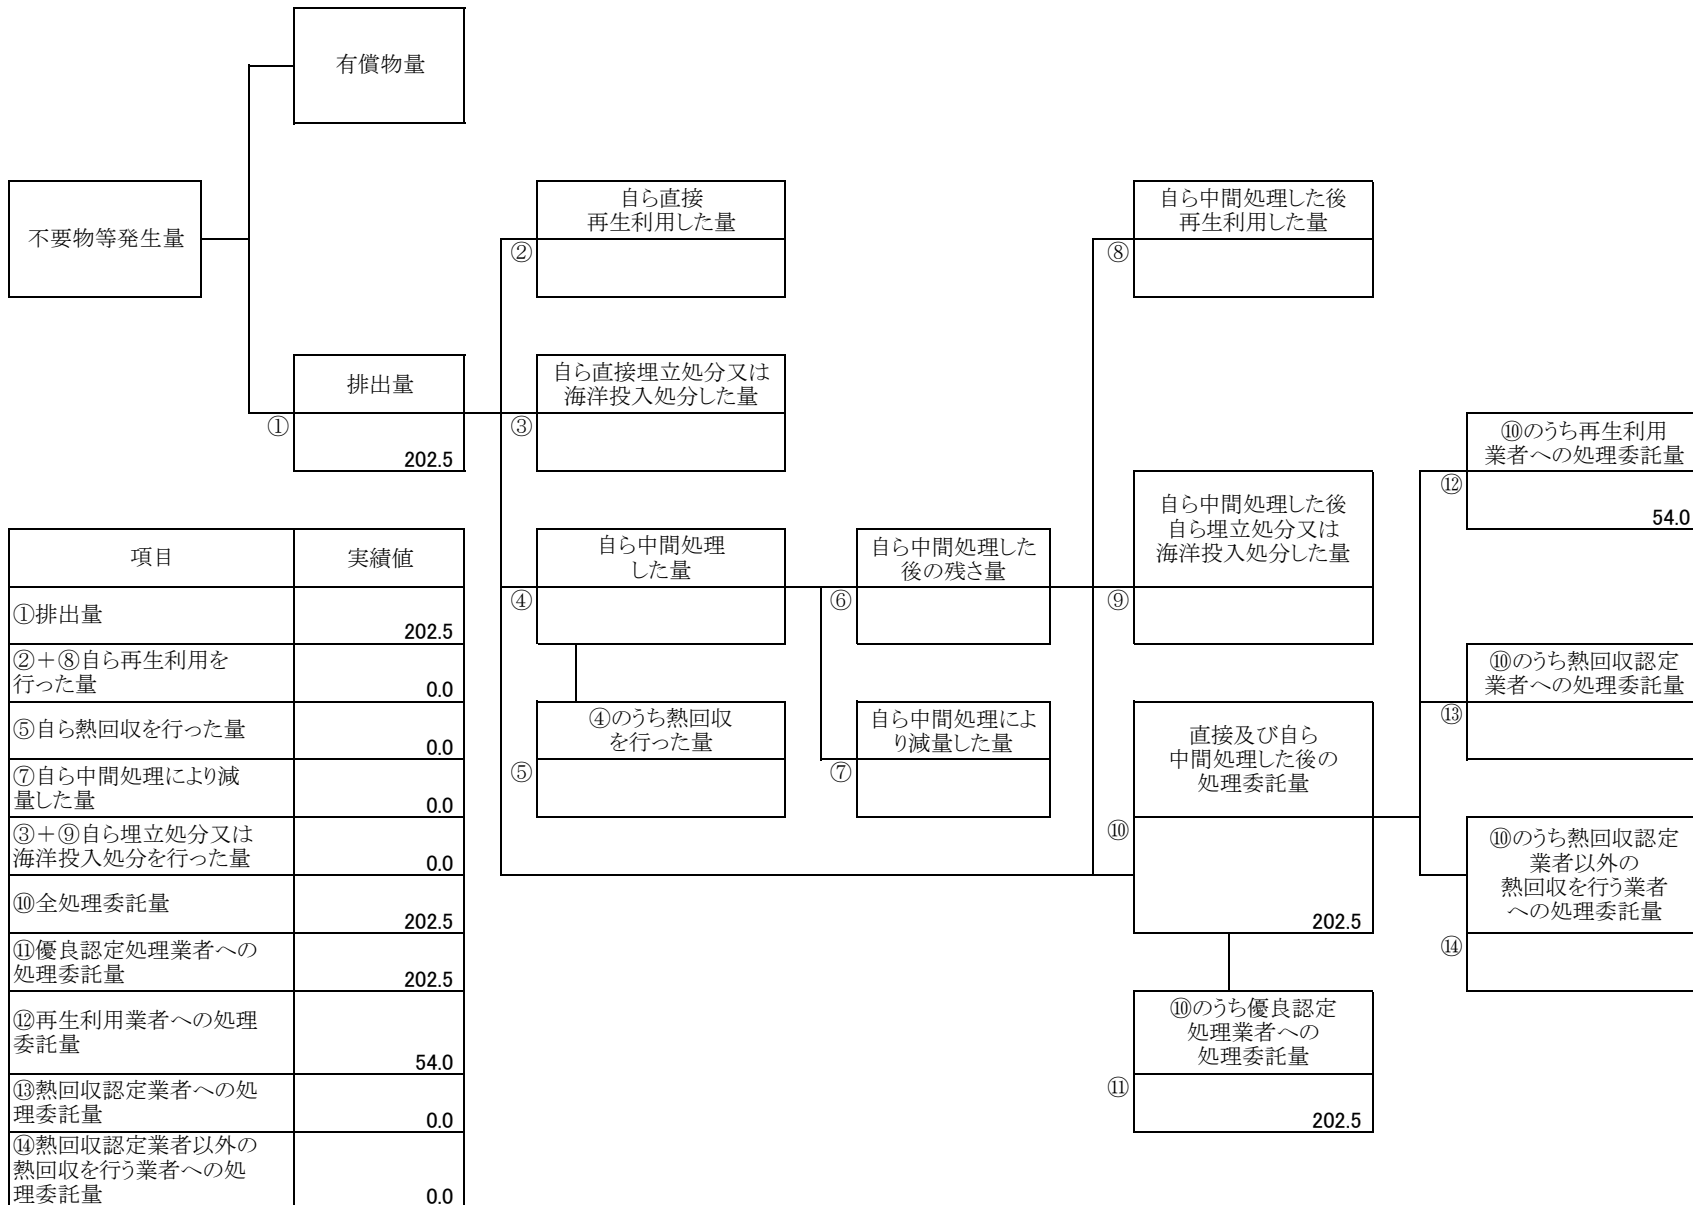 有償物量
不要物等発生量
自ら直接
再生利用した量
②
自ら中間処理した後
再生利用した量
⑧
排出量
①
202.5
自ら直接埋立処分又は
海洋投入処分した量
③
⑩のうち再生利用
業者への処理委託量
⑫
54.0
自ら中間処理
した量
④
自ら中間処理した
後の残さ量
⑥
自ら中間処理した後
自ら埋立処分又は
海洋投入処分した量
⑨
④のうち熱回収
を行った量
⑤
自ら中間処理によ
り減量した量
⑦
直接及び自ら
中間処理した後の
処理委託量
⑩
202.5
⑩のうち熱回収認定
業者への処理委託量
⑬
⑩のうち熱回収認定
業者以外の
熱回収を行う業者
への処理委託量
⑭
⑩のうち優良認定
処理業者への
処理委託量
⑪
202.5
項目 実績値
①排出量
202.5
②+⑧自ら再生利用を
行った量
0.0
⑤自ら熱回収を行った量
0.0
⑦自ら中間処理により減
量した量
0.0
③+⑨自ら埋立処分又は
海洋投入処分を行った量
0.0
⑩全処理委託量
202.5
⑪優良認定処理業者への
処理委託量
202.5
⑫再生利用業者への処理
委託量
54.0
⑬熱回収認定業者への処
理委託量
0.0
⑭熱回収認定業者以外の
熱回収を行う業者への処
理委託量
0.0